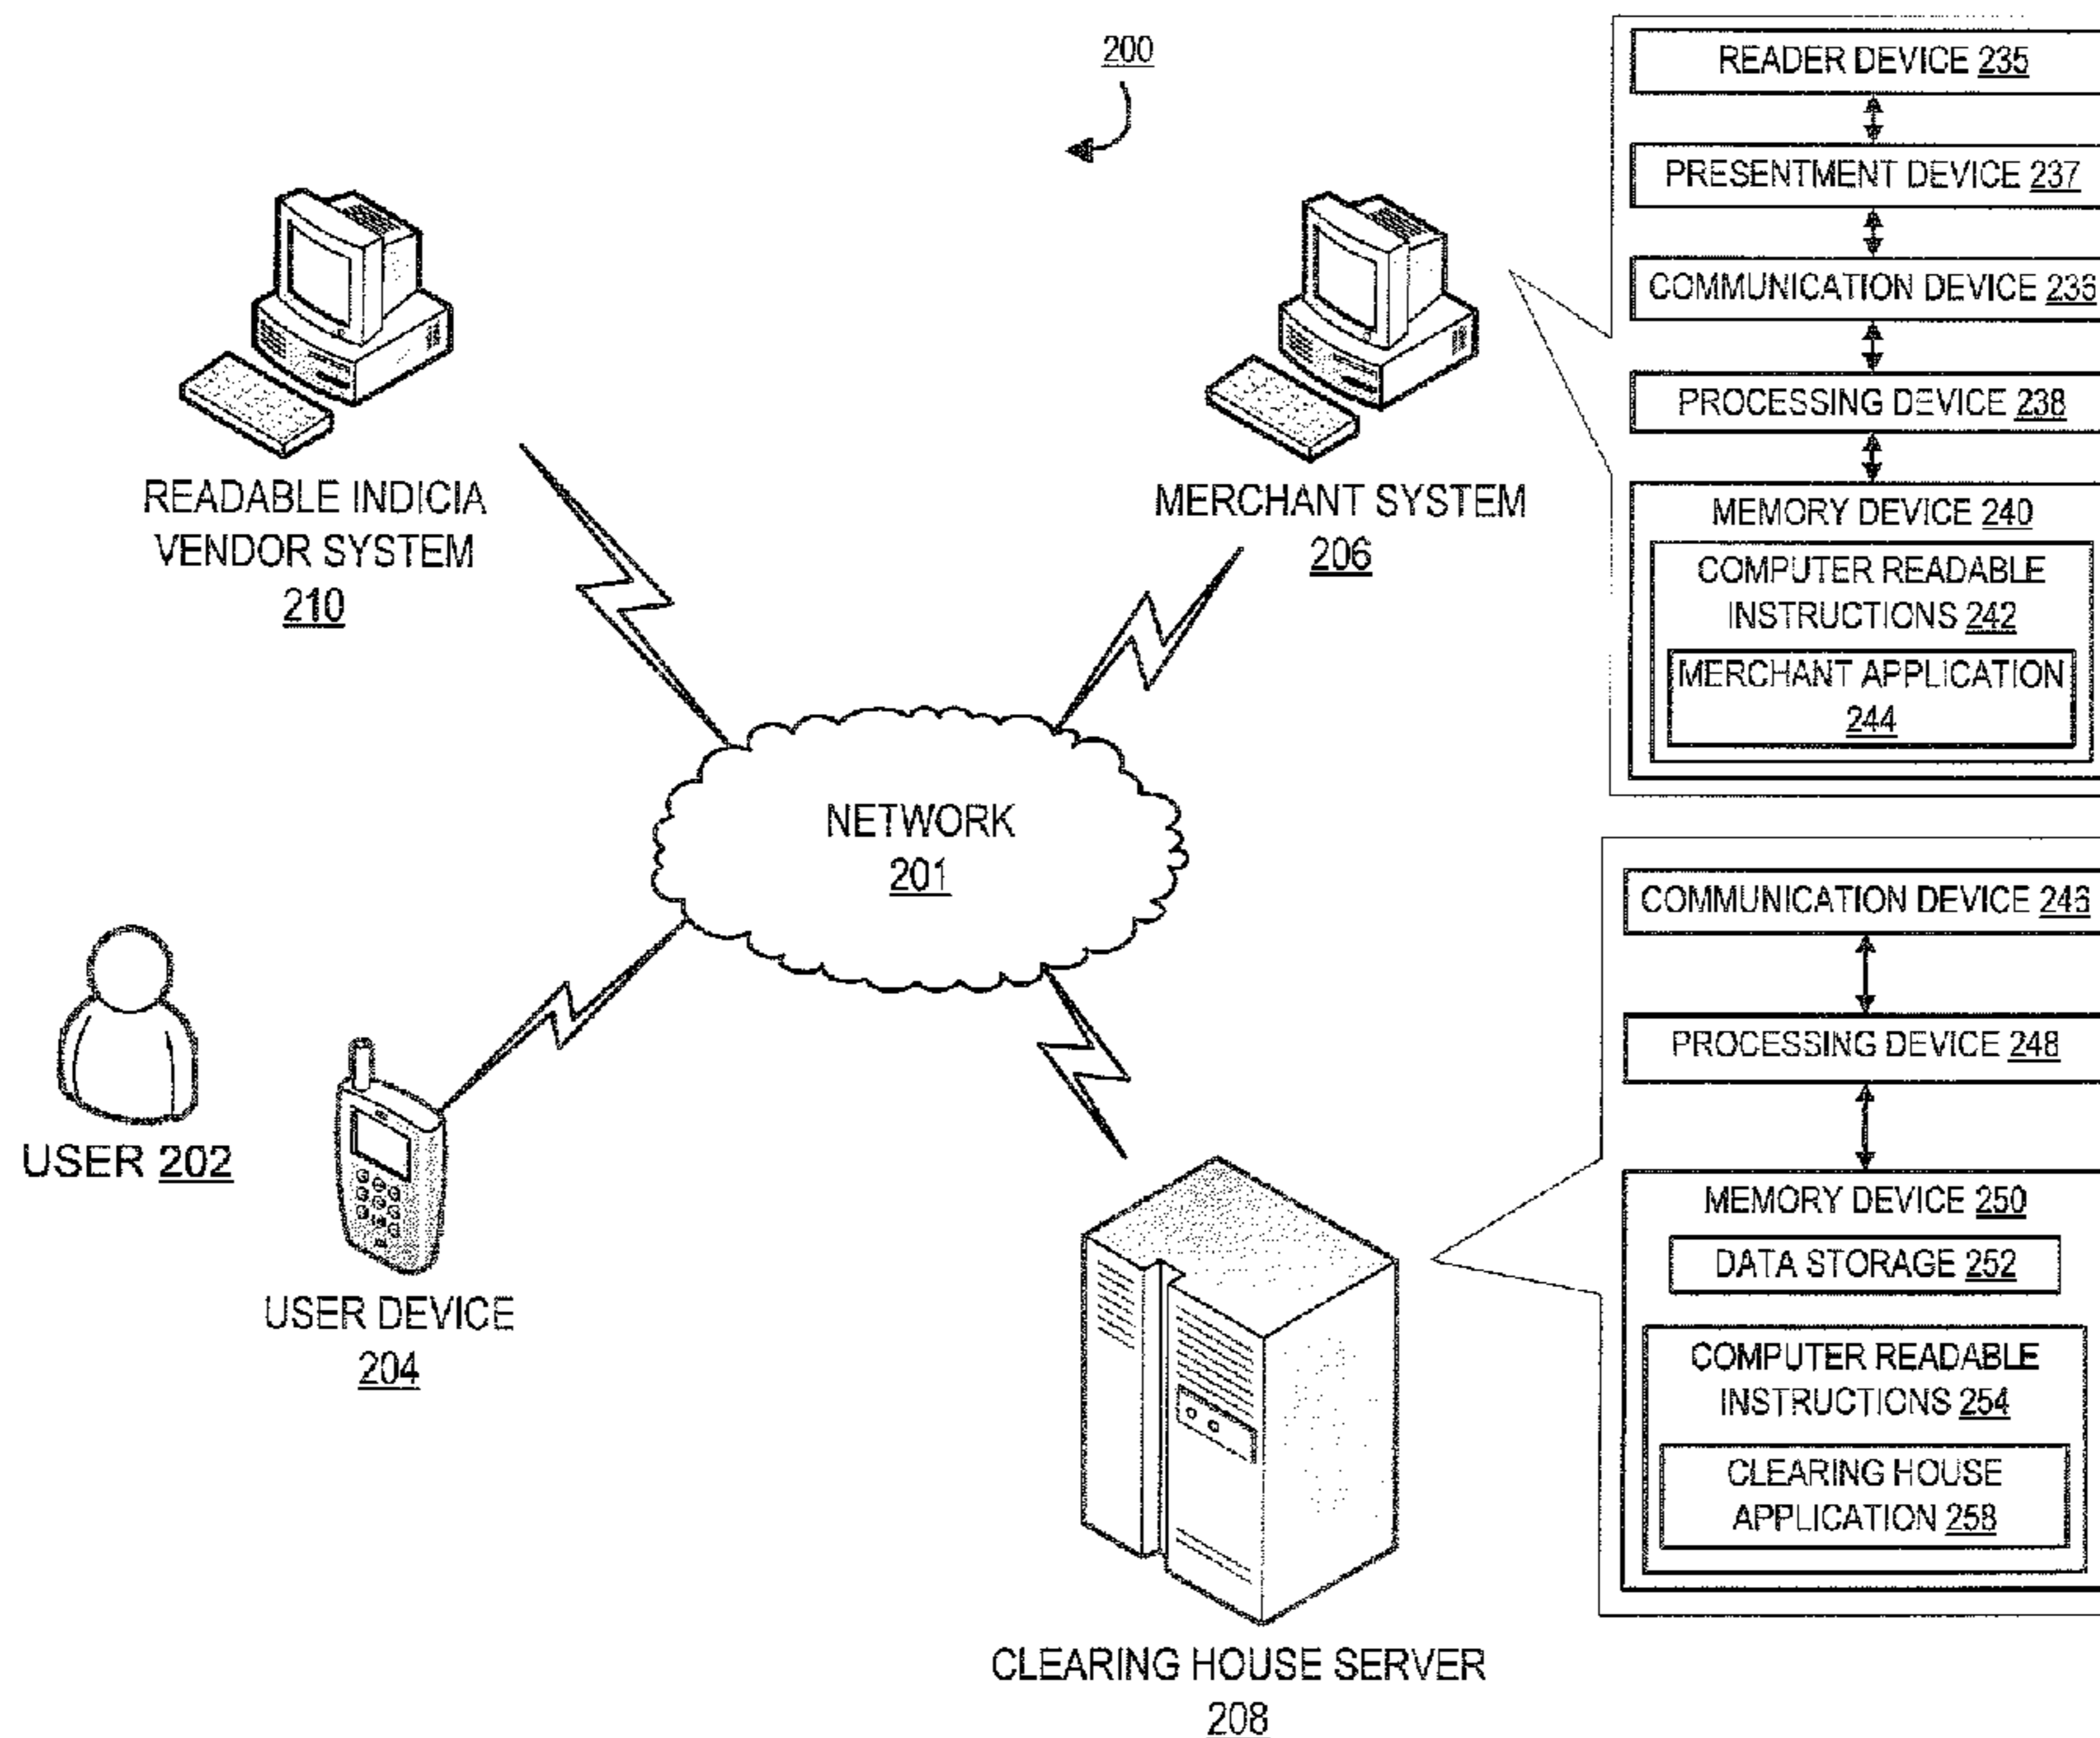 200
READER DEVICE 235
PRESENTMENT DEVICE 237
COMMUNICATION DEVICE 236
PROCESSING DEVICE 238
MEMORY DEVICE 240
COMPUTER READABLE
INSTRUCTIONS 242
MERCHANT APPLICATION
244
READABLE INDICIA
VENDOR SYSTEM
210
MERCHANT SYSTEM
206
NETWORK
201
USER 202
USER DEVICE
204
CLEARING HOUSE SERVER
208
COMMUNICATION DEVICE 246
PROCESSING DEVICE 248
MEMORY DEVICE 250
DATA STORAGE 252
COMPUTER READABLE
INSTRUCTIONS 254
CLEARING HOUSE
APPLICATION 258